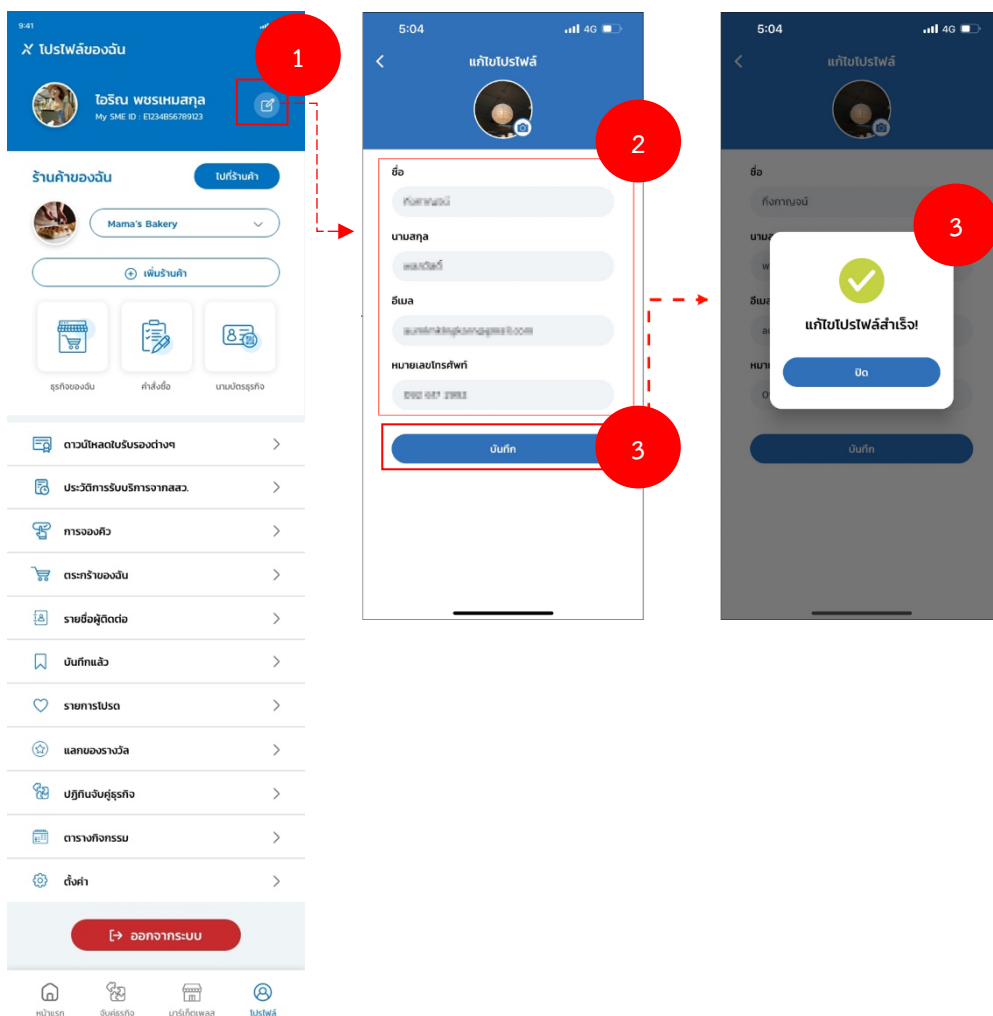 9:41
โปรไฟล์ของฉัน
1
ไอริณ พชรเหมสกุล
My SME ID : E1234856789123
ร้านค้าของฉัน
ไปที่ร้านค้า
Mama's Bakery
เพิ่มร้านค้า
ธุรกิจของฉัน
คำสั่งซื้อ
นามบัตรธุรกิจ
ดาวน์โหลดใบรับรองต่างๆ
ประวัติการรับบริการจากสสว.
การจองคิว
ตระกร้าของฉัน
รายชื่อผู้ติดต่อ
บันทึกแล้ว
รายการโปรด
แลกของรางวัล
ปฏิทินจับคู่ธุรกิจ
ตารางกิจกรรม
ตั้งค่า
ออกจากระบบ
หน้าแรก
จับคู่ธุรกิจ
มาร์เก็ตเพลส
โปรไฟล์
5:04
4G
แก้ไขโปรไฟล์
2
ชื่อ
นามสกุล
อีเมล
หมายเลขโทรศัพท์
บันทึก
3
5:04
4G
แก้ไขโปรไฟล์
ชื่อ
กิ่งกาญจน์
3
แก้ไขโปรไฟล์สำเร็จ!
ปิด
บันทึก